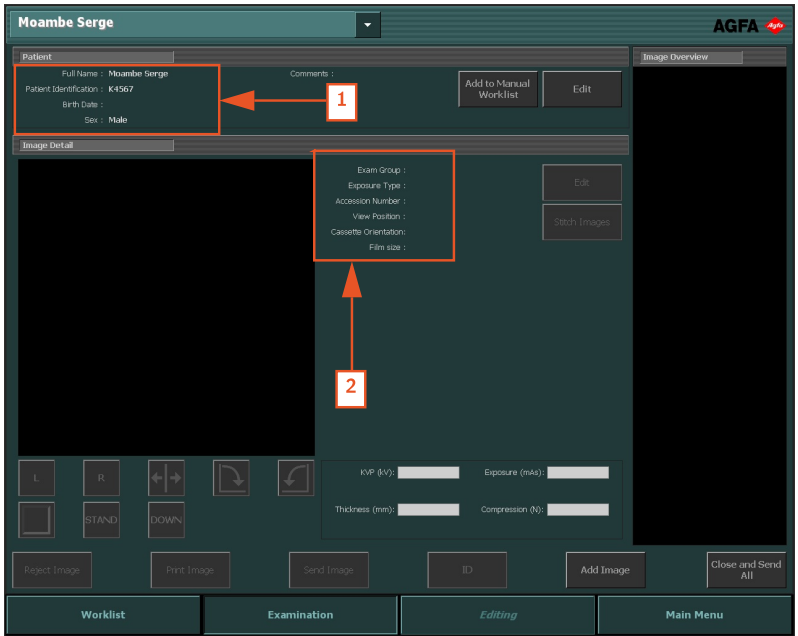 Moambe Serge
AGFA Agfa
Patient
Image Overview
Full Name : Moambe Serge
Comments :
Patient Identification : K4567
Birth Date :
Sex : Male
1
Add to Manual
Worklist
Edit
Image Detail
Exam Group :
Exposure Type :
Accession Number :
View Position :
Cassette Orientation:
Film size :
Edit
Stitch Images
2
L
R
STAND
DOWN
KVP (kV):
Exposure (mAs):
Thickness (mm):
Compression (N):
Reject Image
Print Image
Send Image
ID
Add Image
Close and Send
All
Worklist
Examination
Editing
Main Menu